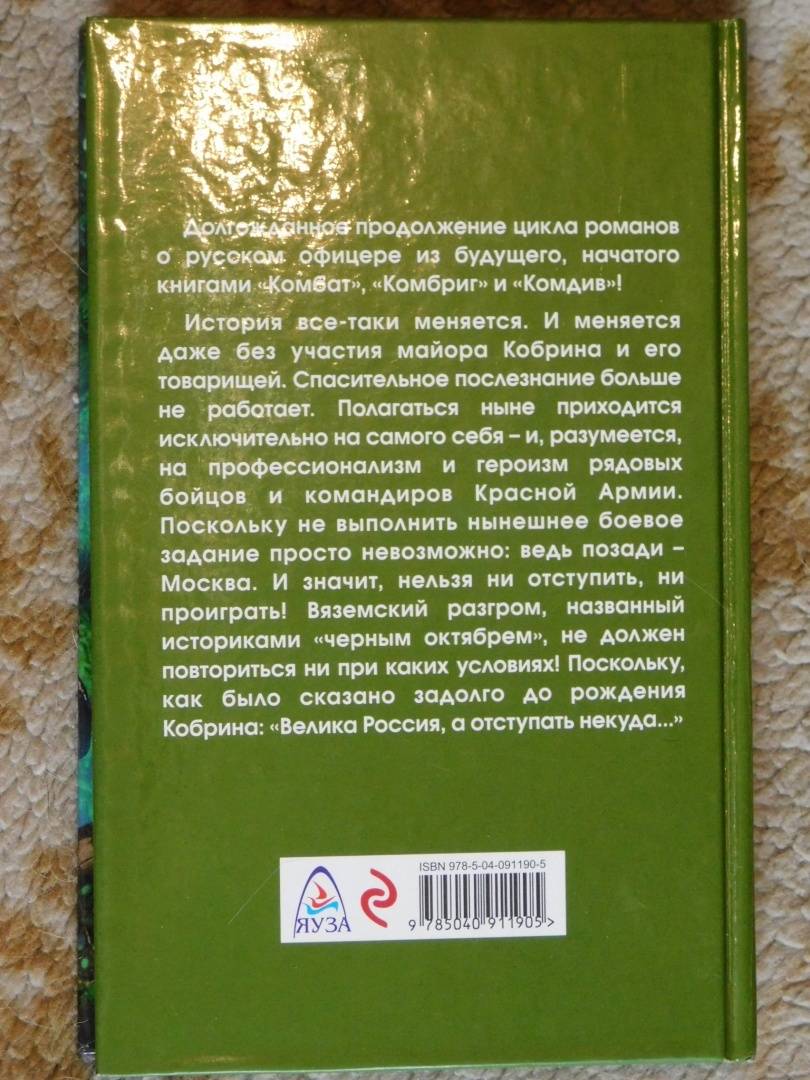 Долгожданное продолжение цикла романов
о русском офицере из будущего, начатого
книгами «Комбат», «Комбриг» и «Комдив»!
История все-таки меняется. И меняется
даже без участия майора Кобрина и его
товарищей. Спасительное послезнание больше
не работает. Полагаться ныне приходится
исключительно на самого себя – и, разумеется,
на профессионализм и героизм рядовых
бойцов и командиров Красной Армии.
Поскольку не выполнить нынешнее боевое
задание просто невозможно: ведь позади –
Москва. И значит, нельзя ни отступить, ни
проиграть! Вяземский разгром, названный
историками «черным октябрем», не должен
повториться ни при каких условиях! Поскольку,
как было сказано задолго до рождения
Кобрина: «Велика Россия, а отступать некуда...»
ISBN 978-5-04-091190-5
ЯУЗА
9 785040 911905 >